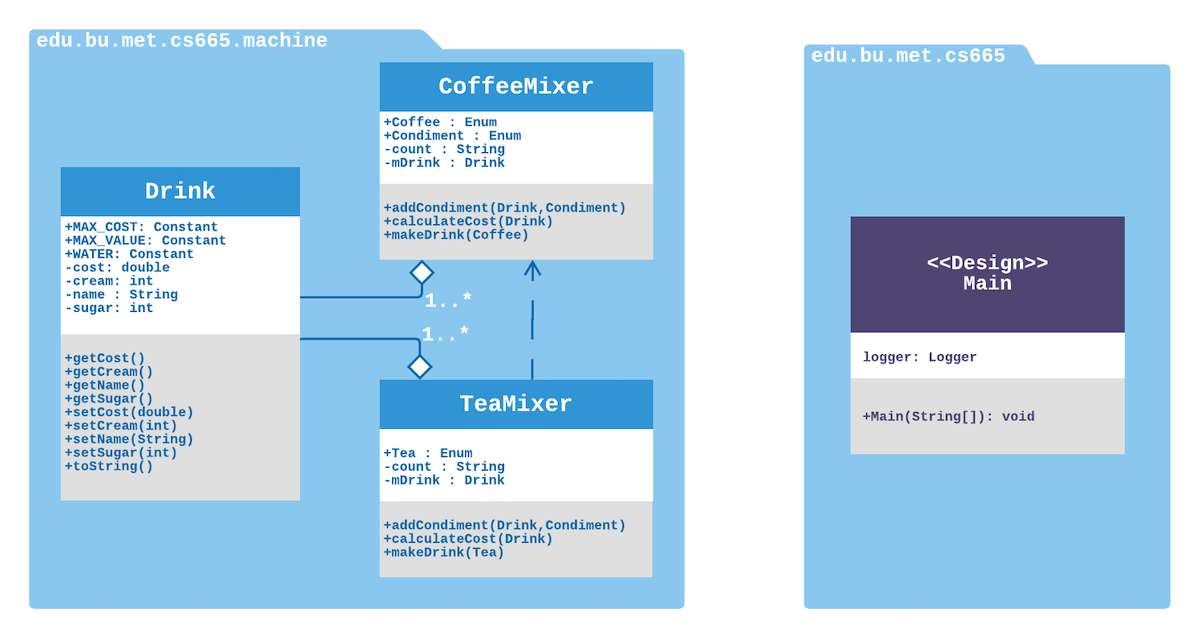 edu.bu.met.cs665.machine
Drink
+MAX_COST: Constant
+MAX_VALUE: Constant
+WATER: Constant
-cost: double
-cream: int
-name : String
-sugar: int
+getCost()
+getCream()
+getName()
+getSugar()
+setCost(double)
+setCream(int)
+setName(String)
+setSugar(int)
+toString()
CoffeeMixer
+Coffee : Enum
+Condiment : Enum
-count : String
-mDrink : Drink
+addCondiment(Drink,Condiment)
+calculateCost(Drink)
+makeDrink(Coffee)
1..*
1..*
TeaMixer
+Tea : Enum
-count : String
-mDrink : Drink
+addCondiment(Drink,Condiment)
+calculateCost(Drink)
+makeDrink(Tea)
edu.bu.met.cs665
<<Design>>
Main
logger: Logger
+Main(String[]): void